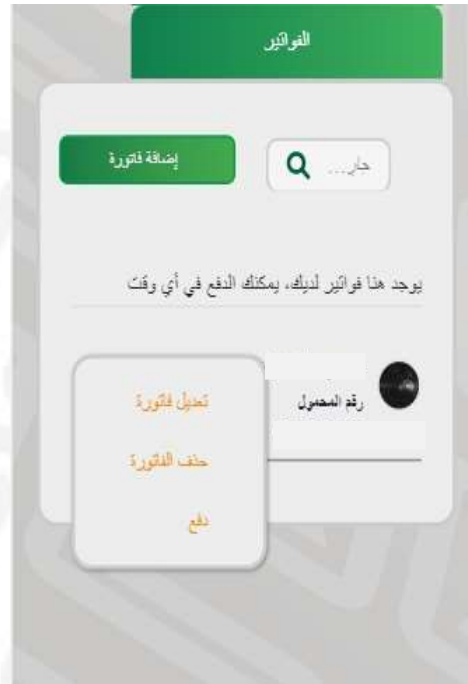 الفواتير
جار...
إضافة فاتورة
يوجد هنا فواتير لديك، يمكنك الدفع في أي وقت
رقم المحمول
تعديل فاتورة
حذف الفاتورة
دفع